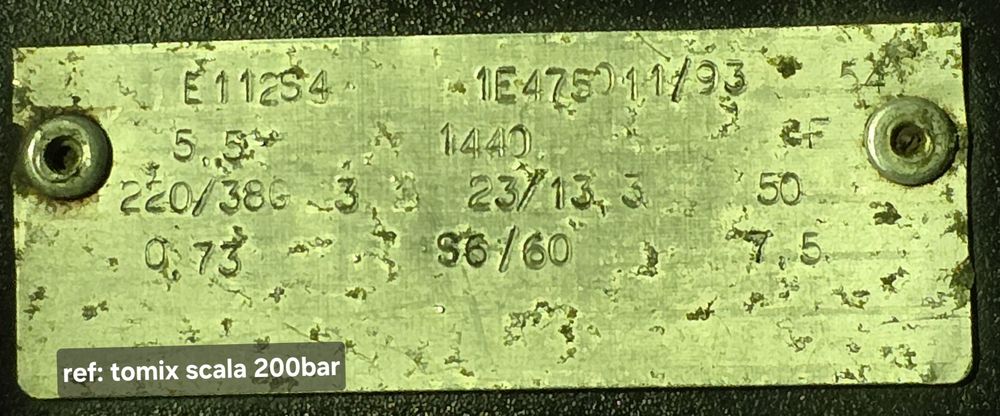 E112S4 11/93 54
5.5 1440 F
220/380 3 23/13.3 50
0.73 S6/60 7.5
ref: tomix scala 200bar